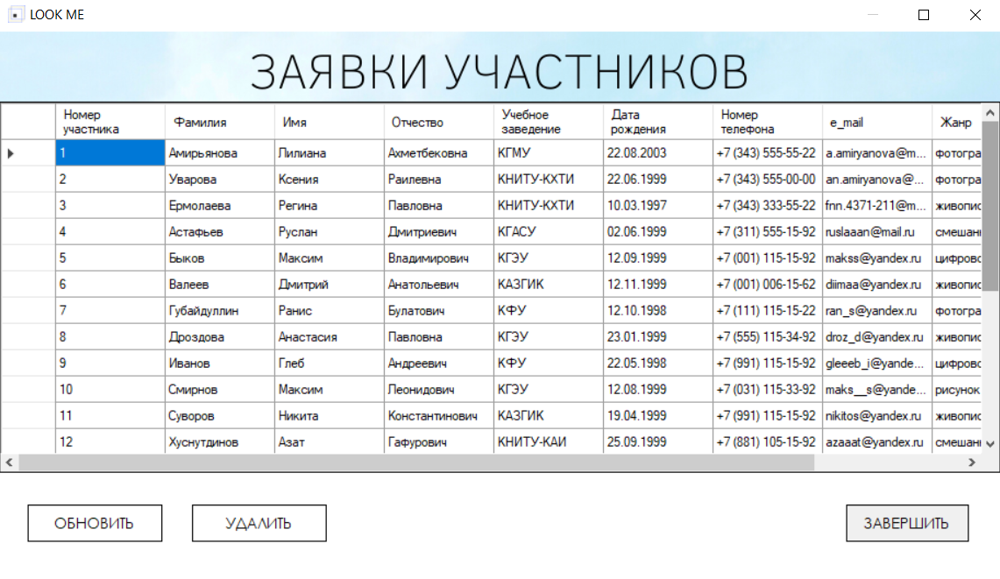 LOOK ME
ЗАЯВКИ УЧАСТНИКОВ
Номер участника Фамилия Имя Отчество Учебное заведение Дата рождения Номер телефона e_mail Жанр
1 Амирьянова Лилиана Ахметбековна КГМУ 22.08.2003 +7 (343) 555-55-22 a.amiryanova@m... фотогра
2 Уварова Ксения Раилевна КНИТУ-КХТИ 22.06.1999 +7 (343) 555-00-00 an.amiryanova@... фотогра
3 Ермолаева Регина Павловна КНИТУ-КХТИ 10.03.1997 +7 (343) 333-55-22 fnn.4371-211@m... живопис
4 Астафьев Руслан Дмитриевич КГАСУ 02.06.1999 +7 (311) 555-15-92 ruslaaan@mail.ru смешан
5 Быков Максим Владимирович КГЭУ 12.09.1999 +7 (001) 115-15-92 makss@yandex.ru цифрово
6 Валеев Дмитрий Анатольевич КАЗГИК 12.11.1999 +7 (001) 006-15-62 diimaa@yandex.ru живопис
7 Губайдуллин Ранис Булатович КФУ 12.10.1998 +7 (111) 115-15-22 ran_s@yandex.ru фотогра
8 Дроздова Анастасия Павловна КГЭУ 23.01.1999 +7 (555) 115-34-92 droz_d@yandex.ru живопис
9 Иванов Глеб Андреевич КФУ 22.05.1998 +7 (991) 115-15-92 gleeeb_i@yande... цифрово
10 Смирнов Максим Леонидович КГЭУ 12.08.1999 +7 (031) 115-33-92 maks__s@yande... рисунок
11 Суворов Никита Константинович КАЗГИК 19.04.1999 +7 (991) 115-15-92 nikitos@yandex.ru живопис
12 Хуснутдинов Азат Гафурович КНИТУ-КАИ 25.09.1999 +7 (881) 105-15-92 azaaat@yandex.ru смешан
ОБНОВИТЬ УДАЛИТЬ ЗАВЕРШИТЬ